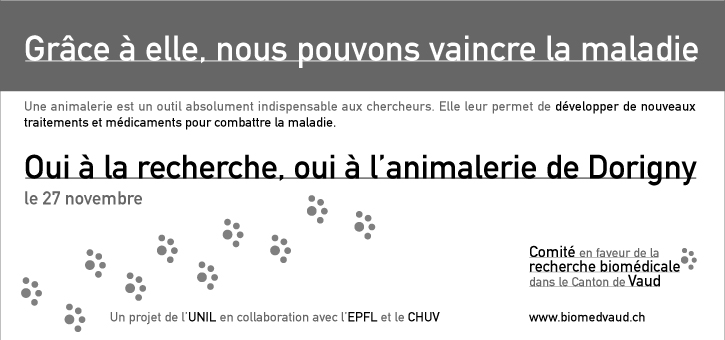 Grâce à elle, nous pouvons vaincre la maladie
Une animalerie est un outil absolument indispensable aux chercheurs. Elle leur permet de développer de nouveaux
traitements et médicaments pour combattre la maladie.
Oui à la recherche, oui à l'animalerie de Dorigny
le 27 novembre
Comité en faveur de la
recherche biomédicale
dans le Canton de Vaud
Un projet de l'UNIL en collaboration avec l'EPFL et le CHUV
www.biomedvaud.ch